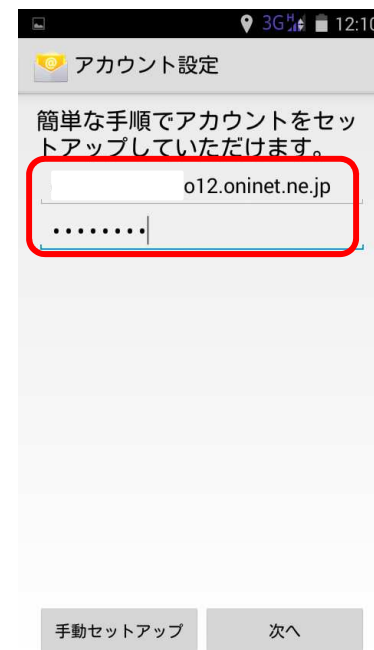 3G H 12:10
アカウント設定
簡単な手順でアカウントをセッ
トアップしていただけます。
o12.oninet.ne.jp
••••••••
手動セットアップ 次へ